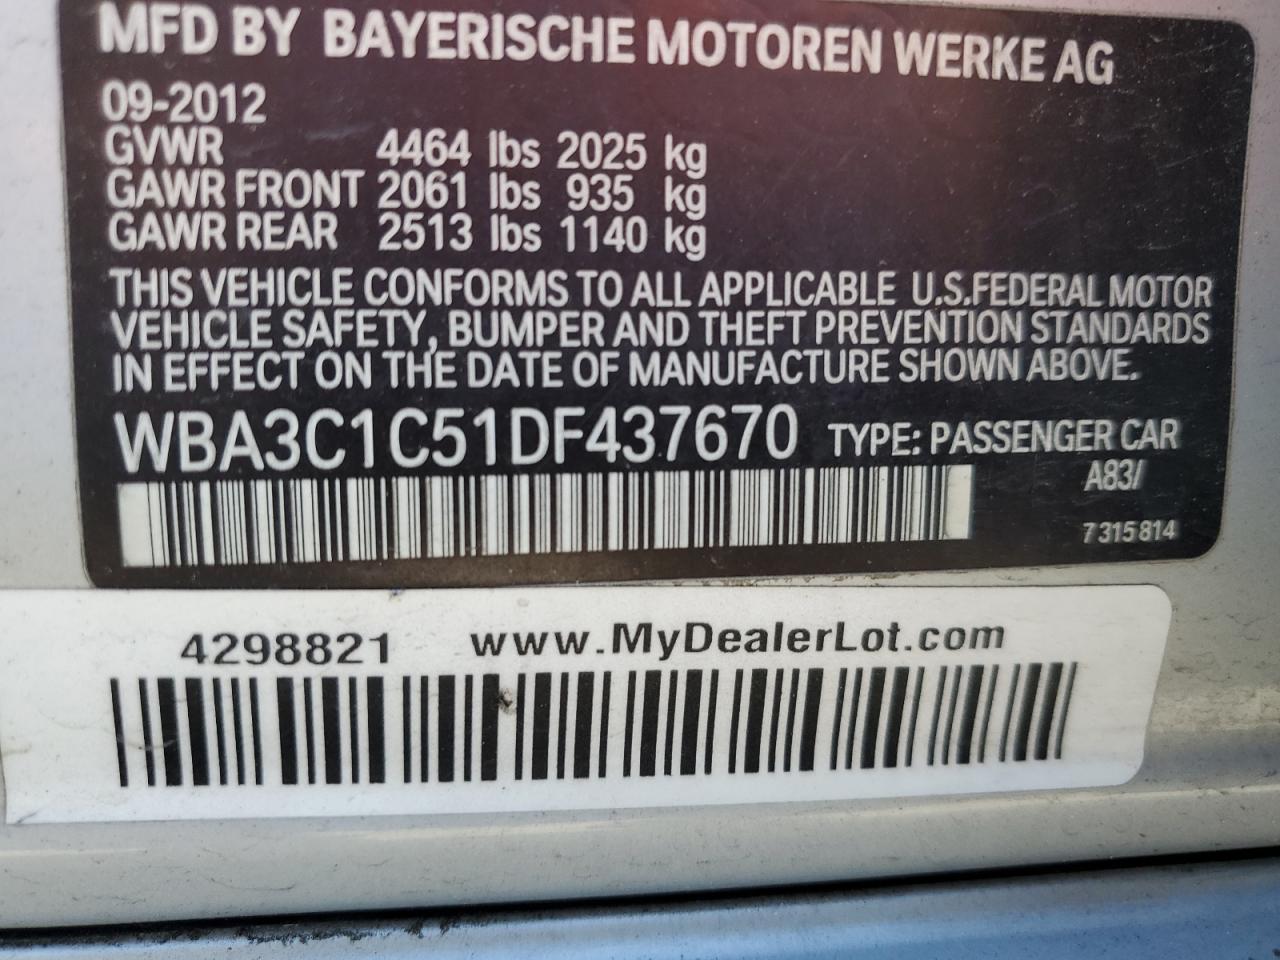 MFD BY BAYERISCHE MOTOREN WERKE AG
09-2012
GVWR 4464 lbs 2025 kg
GAWR FRONT 2061 lbs 935 kg
GAWR REAR 2513 lbs 1140 kg
THIS VEHICLE CONFORMS TO ALL APPLICABLE U.S.FEDERAL MOTOR
VEHICLE SAFETY, BUMPER AND THEFT PREVENTION STANDARDS
IN EFFECT ON THE DATE OF MANUFACTURE SHOWN ABOVE.
WBA3C1C51DF437670 TYPE: PASSENGER CAR
A83/
7315814
4298821 www.MyDealerLot.com